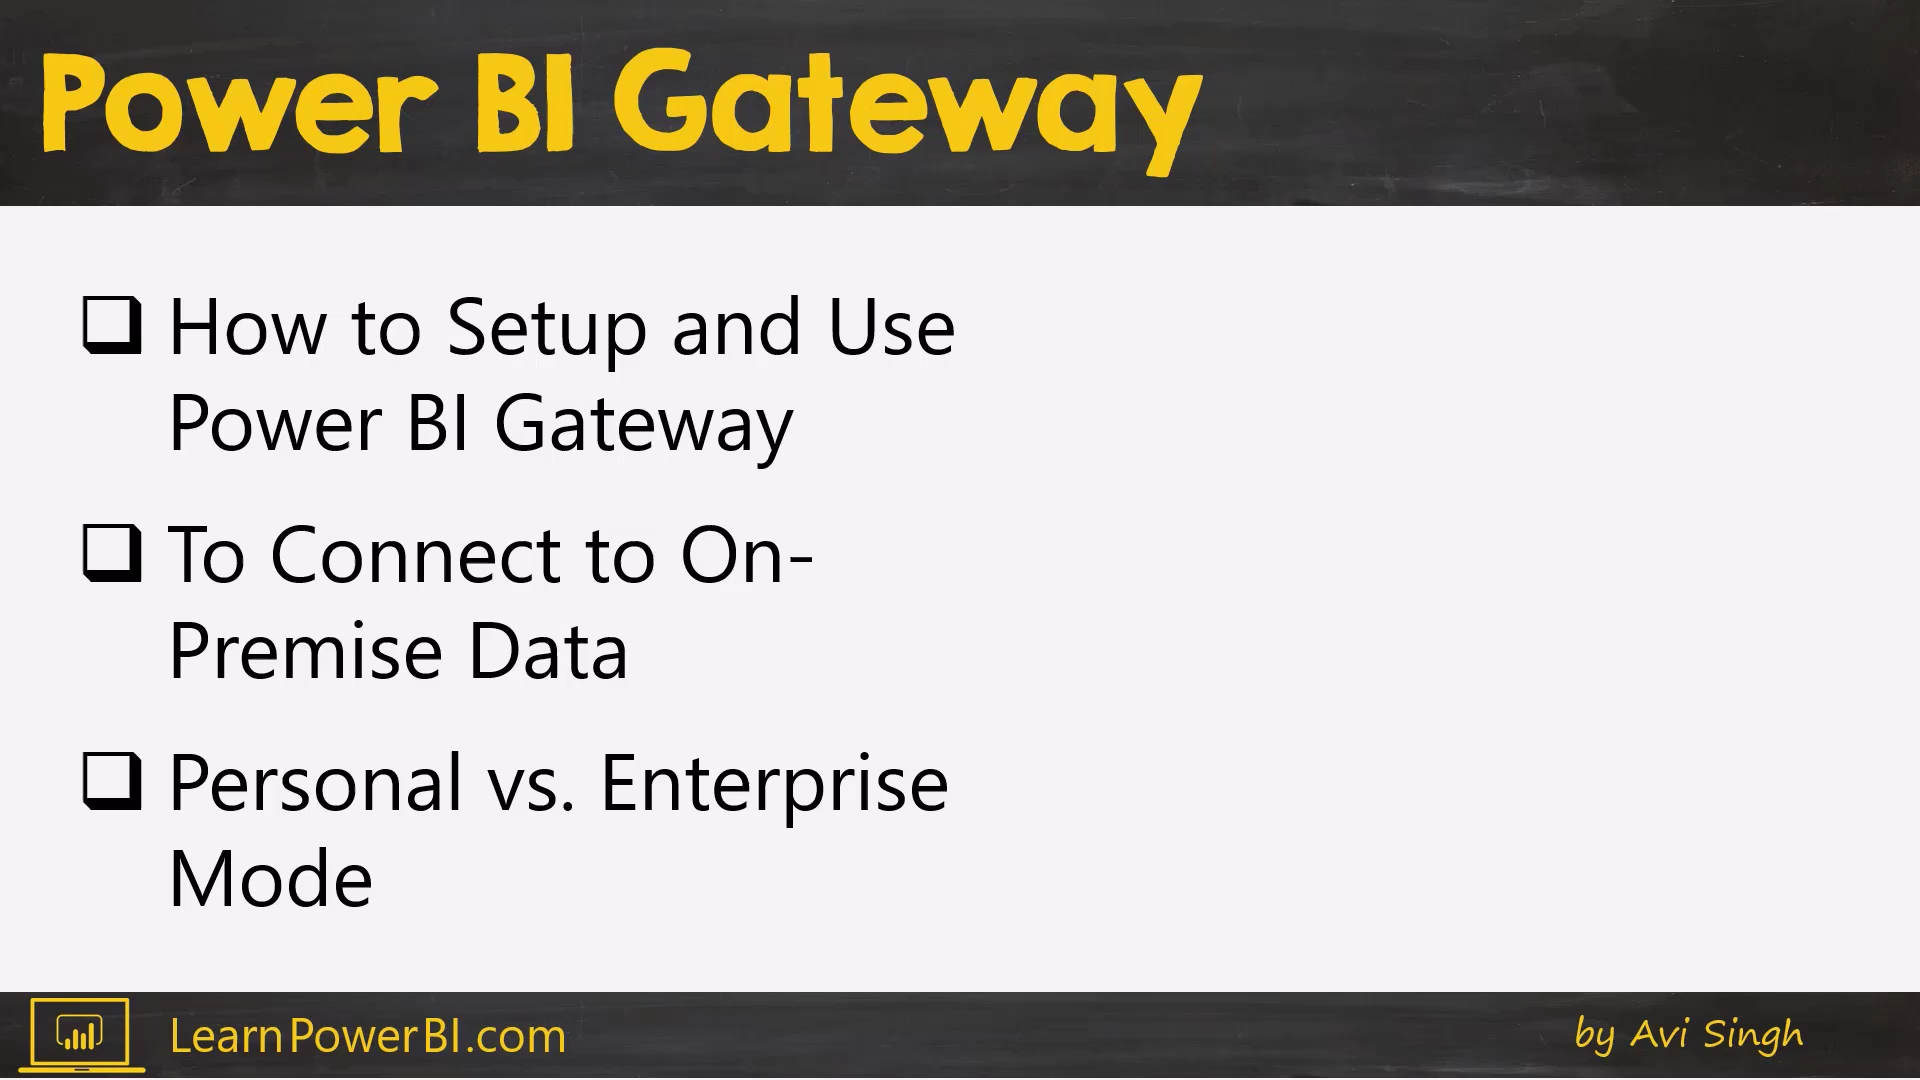 Power BI Gateway
How to Setup and Use
Power BI Gateway
To Connect to On-
Premise Data
Personal vs. Enterprise
Mode
LearnPowerBI.com
by Avi Singh